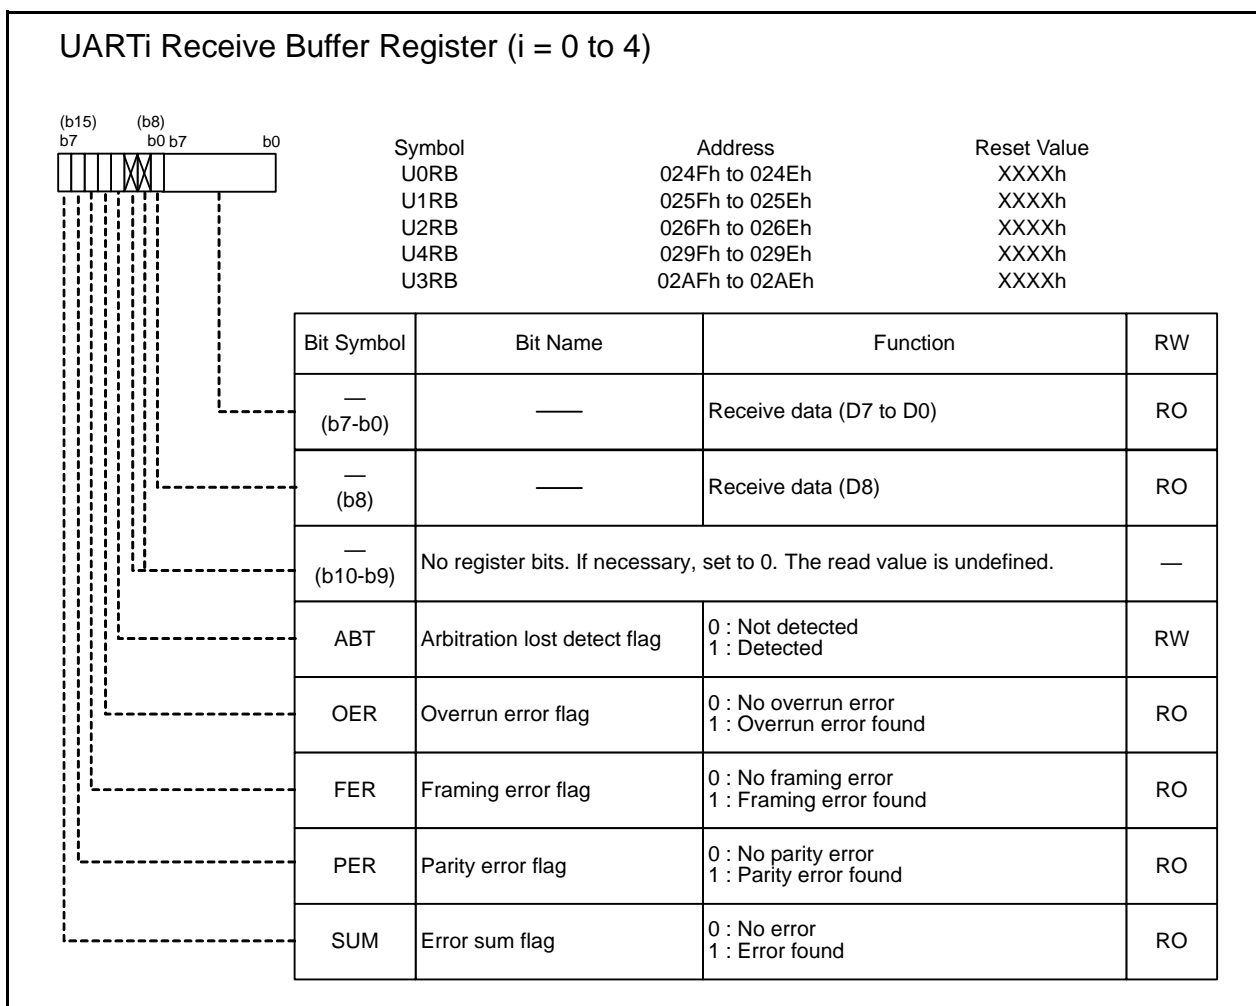 UARTi Receive Buffer Register (i = 0 to 4)
(b15) (b8)
b7 b0 b7 b0
Symbol Address Reset Value
U0RB 024Fh to 024Eh XXXXh
U1RB 025Fh to 025Eh XXXXh
U2RB 026Fh to 026Eh XXXXh
U4RB 029Fh to 029Eh XXXXh
U3RB 02AFh to 02AEh XXXXh
Bit Symbol Bit Name Function RW
—
(b7-b0) —— Receive data (D7 to D0) RO
—
(b8) —— Receive data (D8) RO
—
(b10-b9) No register bits. If necessary, set to 0. The read value is undefined. —
ABT Arbitration lost detect flag 0 : Not detected RW
1 : Detected
OER Overrun error flag 0 : No overrun error RO
1 : Overrun error found
FER Framing error flag 0 : No framing error RO
1 : Framing error found
PER Parity error flag 0 : No parity error RO
1 : Parity error found
SUM Error sum flag 0 : No error RO
1 : Error found